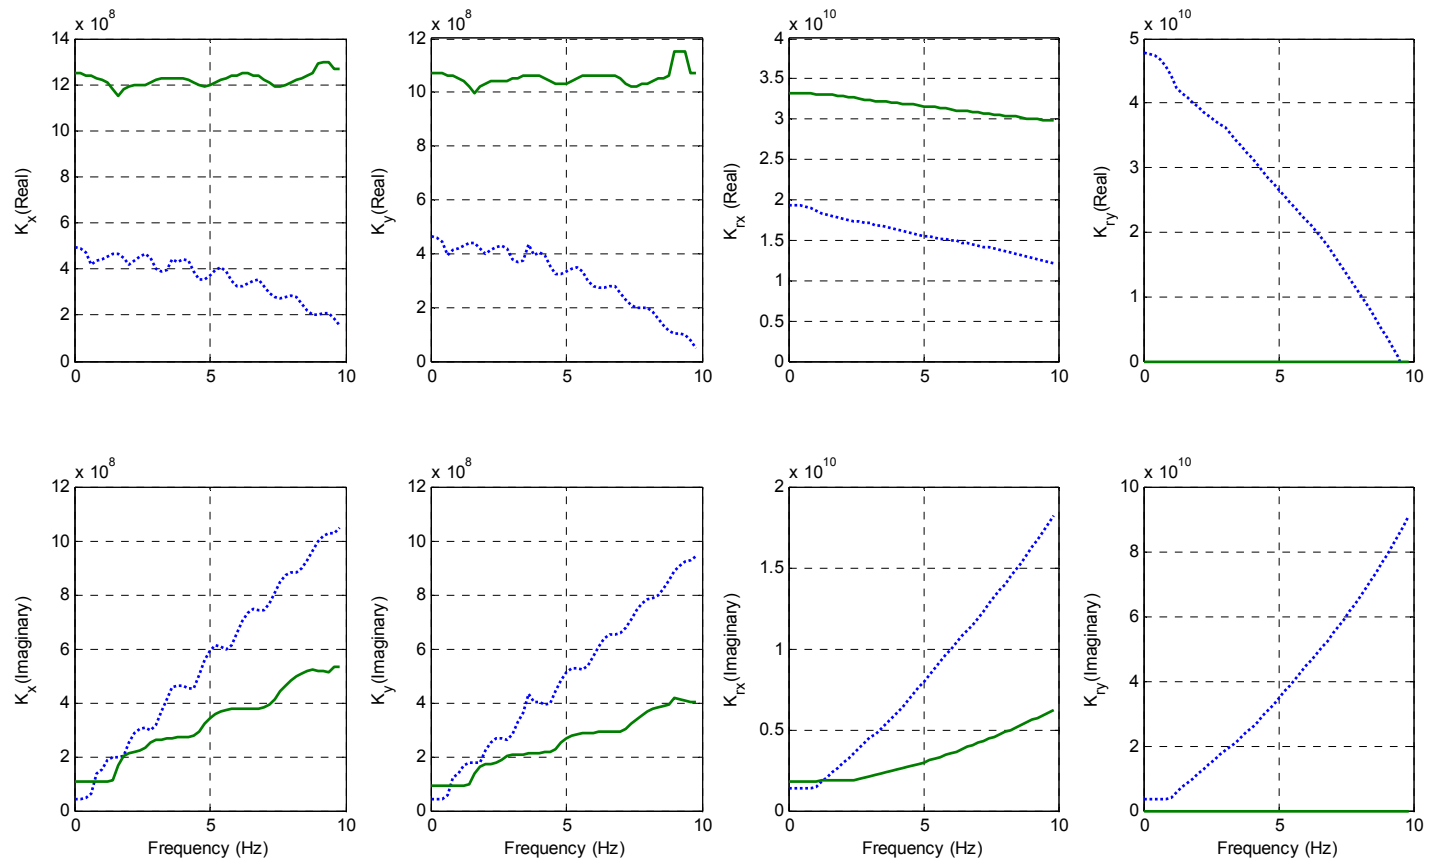 x 10^8
14
12
10
8
6
4
2
0
0 5 10
K_x(Real)
x 10^8
12
10
8
6
4
2
0
0 5 10
K_y(Real)
x 10^10
4
3.5
3
2.5
2
1.5
1
0.5
0
0 5 10
K_rx (Real)
x 10^10
5
4
3
2
1
0
0 5 10
K_ry(Real)
x 10^8
12
10
8
6
4
2
0
0 5 10
K_x(Imaginary)
Frequency (Hz)
x 10^8
12
10
8
6
4
2
0
0 5 10
K_y(Imaginary)
Frequency (Hz)
x 10^10
2
1.5
1
0.5
0
0 5 10
K_rx(Imaginary)
Frequency (Hz)
x 10^10
10
8
6
4
2
0
0 5 10
K_ry(Imaginary)
Frequency (Hz)